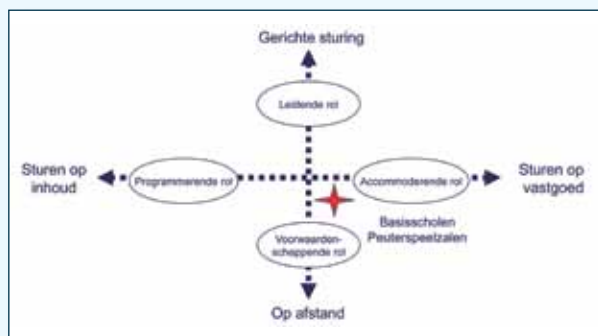 Gerichte sturing
Leidende rol
Sturen op
inhoud
Programmerende rol
Accommoderende rol
Sturen op
vastgoed
Basisscholen
Peuterspeelzalen
Voorwaarden-
scheppende rol
Op afstand